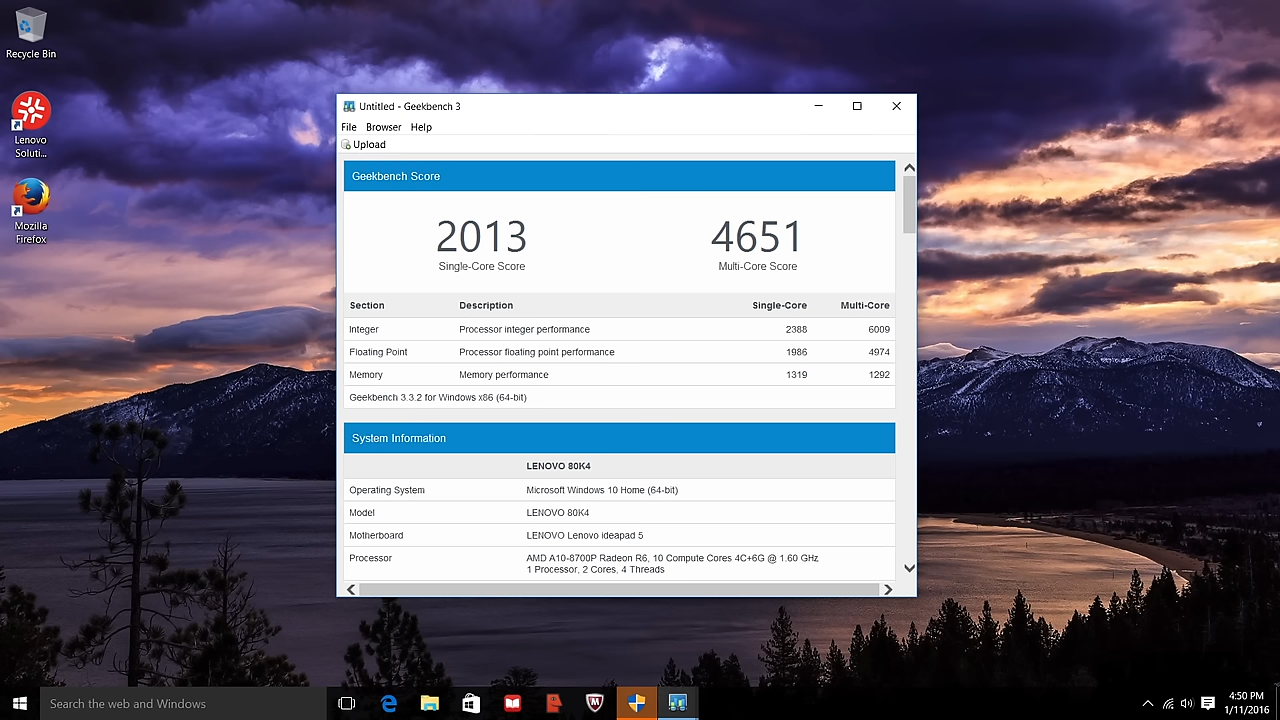 Recycle Bin
Lenovo
Soluti...
Mozilla
Firefox
Untitled - Geekbench 3
File Browser Help
Upload
Geekbench Score
2013 4651
Single-Core Score Multi-Core Score
Section Description Single-Core Multi-Core
Integer Processor integer performance 2388 6009
Floating Point Processor floating point performance 1986 4974
Memory Memory performance 1319 1292
Geekbench 3.3.2 for Windows x86 (64-bit)
System Information
LENOVO 80K4
Operating System Microsoft Windows 10 Home (64-bit)
Model LENOVO 80K4
Motherboard LENOVO Lenovo ideapad 5
Processor AMD A10-8700P Radeon R6, 10 Compute Cores 4C+6G @ 1.60 GHz
1 Processor, 2 Cores, 4 Threads
Search the web and Windows
4:50 PM
1/11/2016